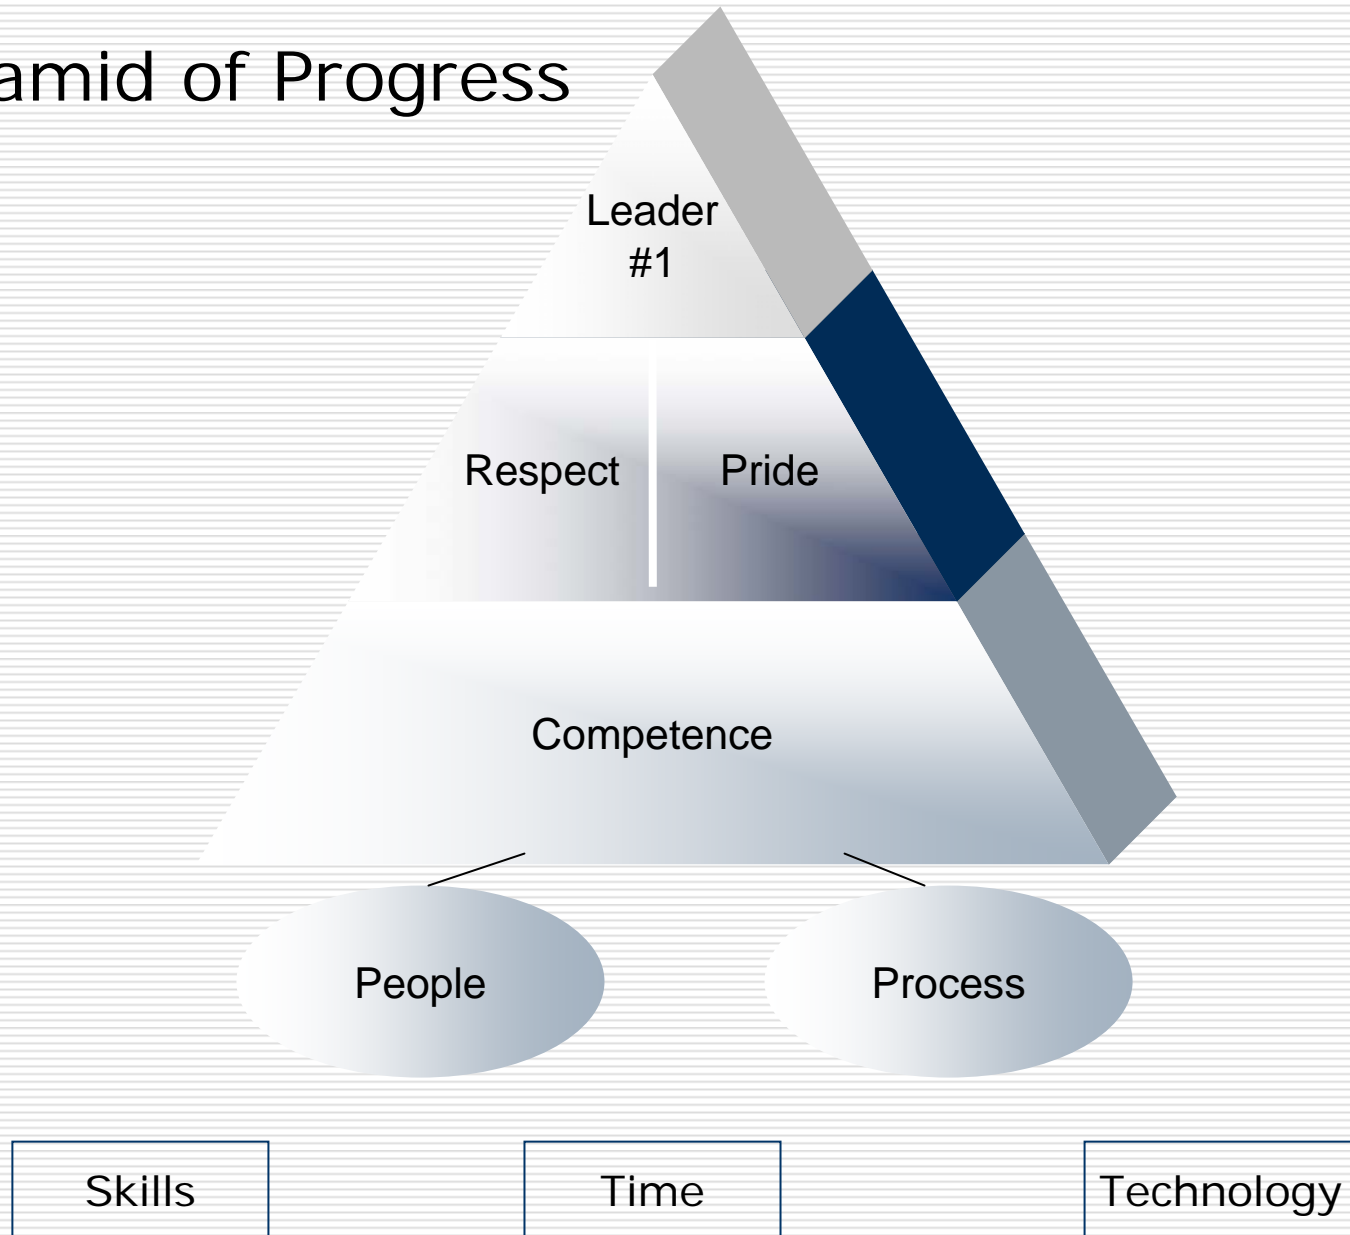 amid of Progress
Leader
#1
Respect Pride
Competence
People Process
Skills Time Technology